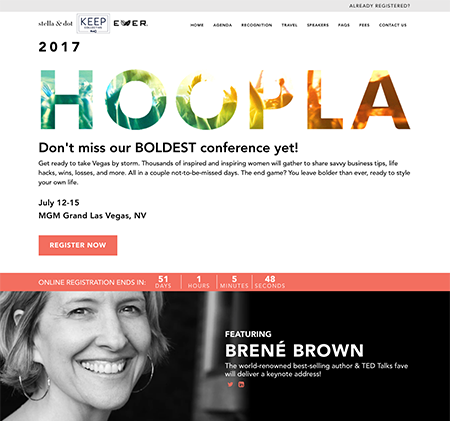 ALREADY REGISTERED?
stella & dot KEEP COLLECTIVE EVER.
HOME AGENDA RECOGNITION TRAVEL SPEAKERS FAQS FEES CONTACT US
2017
HOOPLA
Don't miss our BOLDEST conference yet!
Get ready to take Vegas by storm. Thousands of inspired and inspiring women will gather to share savvy business tips, life
hacks, wins, losses, and more. All in a couple not-to-be-missed days. The end game? You leave bolder than ever, ready to style
your own life.
July 12-15
MGM Grand Las Vegas, NV
REGISTER NOW
ONLINE REGISTRATION ENDS IN: 51 1 5 48
DAYS HOURS MINUTES SECONDS
FEATURING
BRENÉ BROWN
The world-renowned best-selling author & TED Talks fave
will deliver a keynote address!